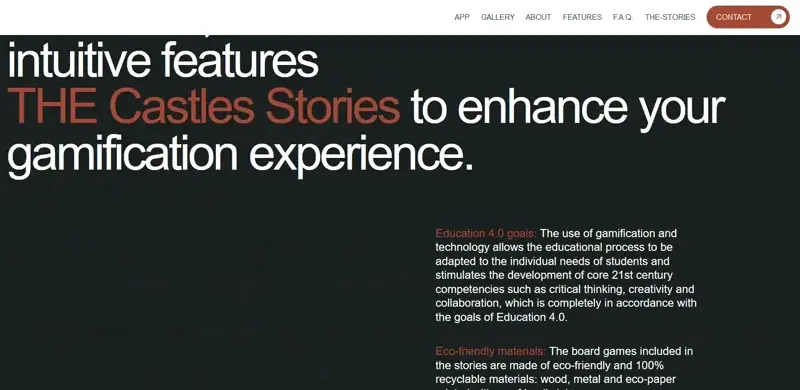 APP GALLERY ABOUT FEATURES F.A.Q. THE-STORIES CONTACT
intuitive features
THE Castles Stories to enhance your
gamification experience.
Education 4.0 goals: The use of gamification and
technology allows the educational process to be
adapted to the individual needs of students and
stimulates the development of core 21st century
competencies such as critical thinking, creativity and
collaboration, which is completely in accordance with
the goals of Education 4.0.
Eco-friendly materials: The board games included in
the stories are made of eco-friendly and 100%
recyclable materials: wood, metal and eco-paper